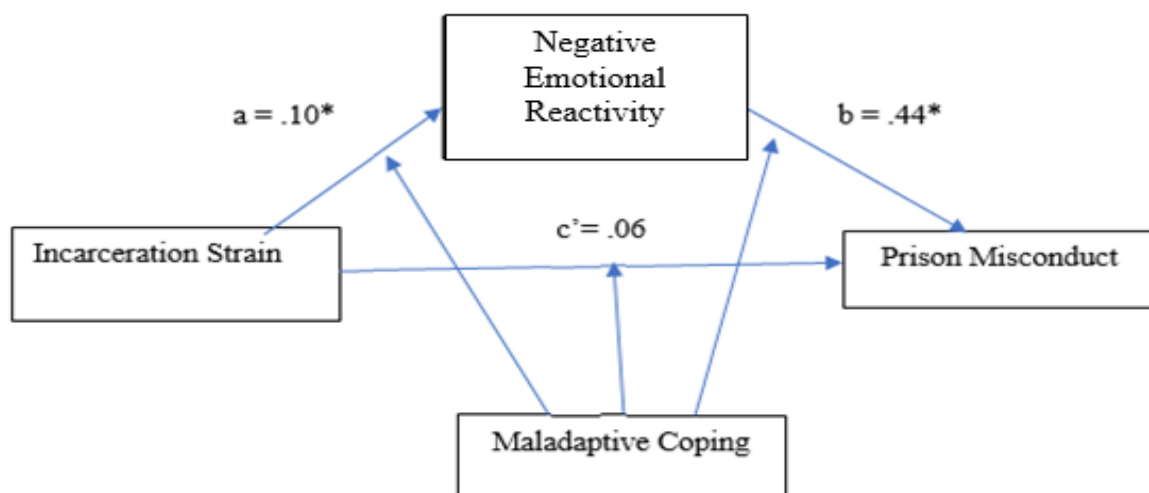 Negative
Emotional
Reactivity
a = .10*
b = .44*
c’= .06
Incarceration Strain
Prison Misconduct
Maladaptive Coping